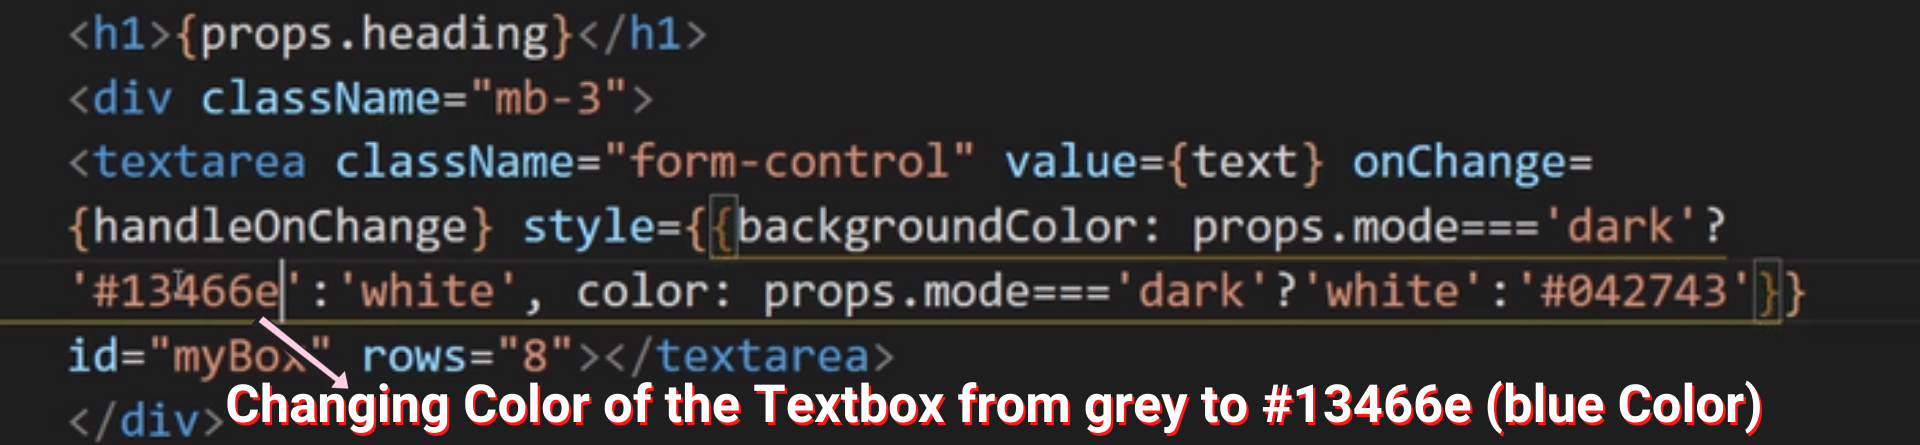 <h1>{props.heading}</h1>
<div className="mb-3">
<textarea className="form-control" value={text} onChange=
{handleOnChange} style={{backgroundColor: props.mode==='dark'?
'#13466e':'white', color: props.mode==='dark'?'white':'#042743'}}
id="myBox" rows="8"></textarea>
Changing Color of the Textbox from grey to #13466e (blue Color)
</div>